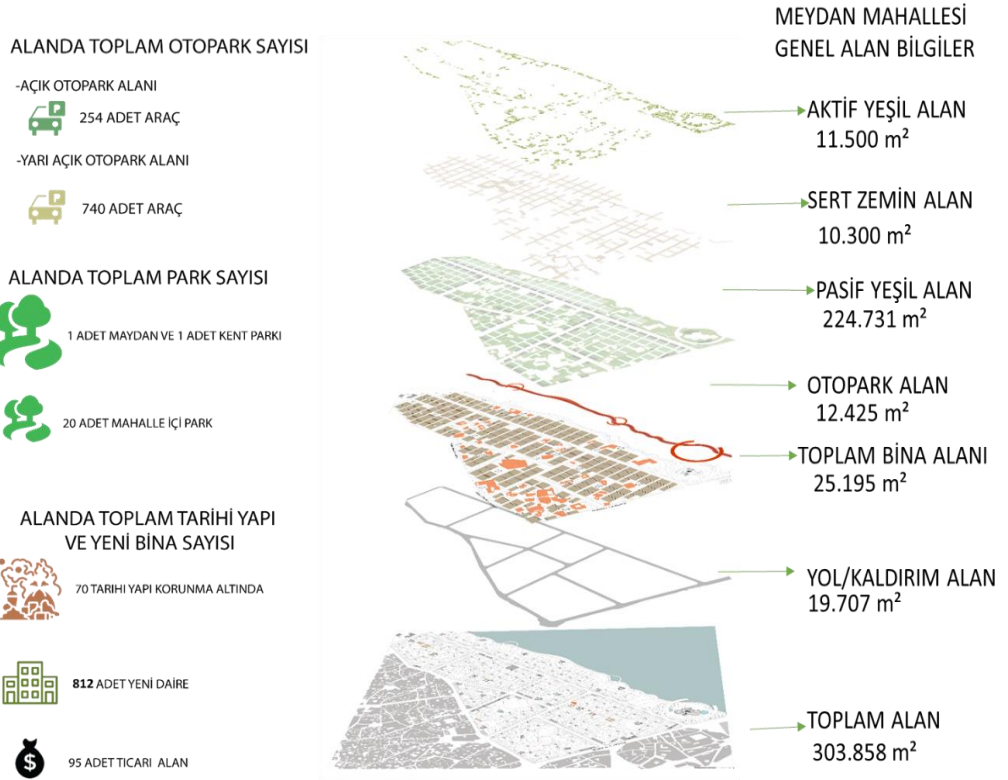 ALANDA TOPLAM OTOPARK SAYISI
-AÇIK OTOPARK ALANI
P
254 ADET ARAÇ
-YARI AÇIK OTOPARK ALANI
P
740 ADET ARAÇ
ALANDA TOPLAM PARK SAYISI
1 ADET MAYDAN VE 1 ADET KENT PARKI
20 ADET MAHALLE İÇİ PARK
ALANDA TOPLAM TARİHİ YAPI
VE YENİ BİNA SAYISI
70 TARIHI YAPI KORUNMA ALTINDA
812 ADET YENİ DAİRE
$
95 ADET TICARI ALAN
MEYDAN MAHALLESİ
GENEL ALAN BİLGİLER
AKTİF YEŞİL ALAN
11.500 m²
SERT ZEMİN ALAN
10.300 m²
PASİF YEŞİL ALAN
224.731 m²
OTOPARK ALAN
12.425 m²
TOPLAM BİNA ALANI
25.195 m²
YOL/KALDIRIM ALAN
19.707 m²
TOPLAM ALAN
303.858 m²